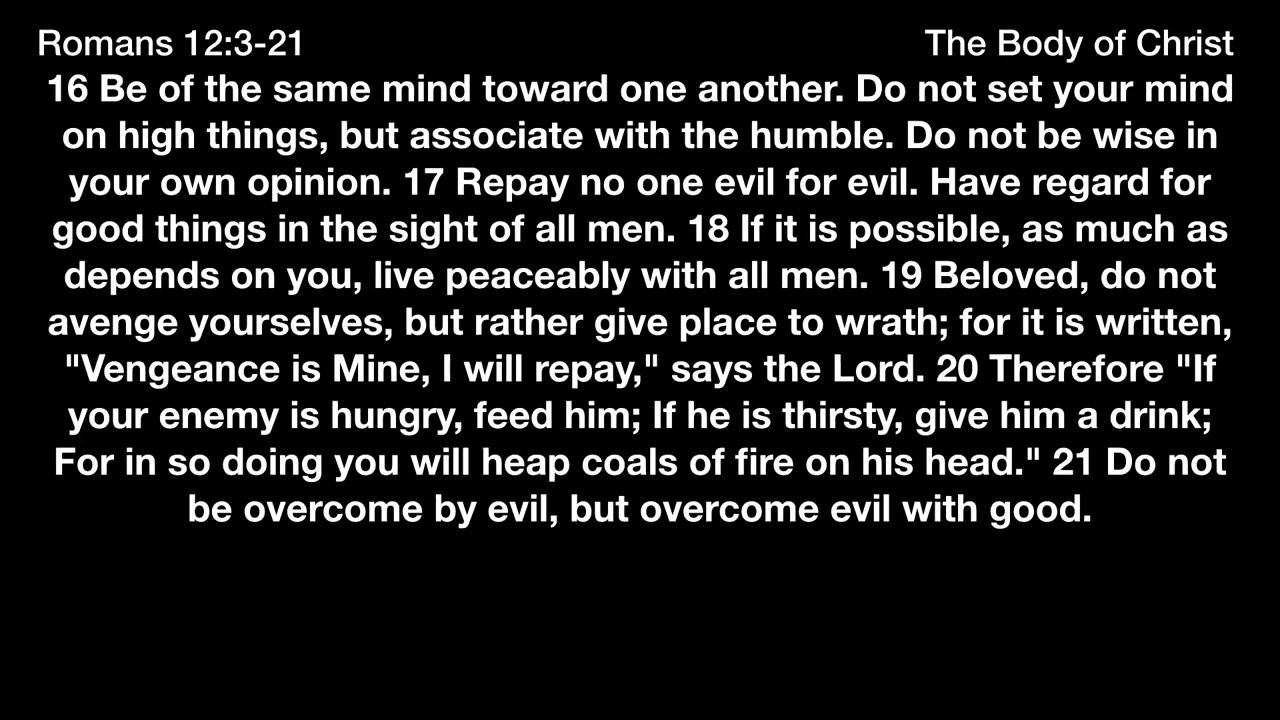 Romans 12:3-21 The Body of Christ
16 Be of the same mind toward one another. Do not set your mind
on high things, but associate with the humble. Do not be wise in
your own opinion. 17 Repay no one evil for evil. Have regard for
good things in the sight of all men. 18 If it is possible, as much as
depends on you, live peaceably with all men. 19 Beloved, do not
avenge yourselves, but rather give place to wrath; for it is written,
"Vengeance is Mine, I will repay," says the Lord. 20 Therefore "If
your enemy is hungry, feed him; If he is thirsty, give him a drink;
For in so doing you will heap coals of fire on his head." 21 Do not
be overcome by evil, but overcome evil with good.